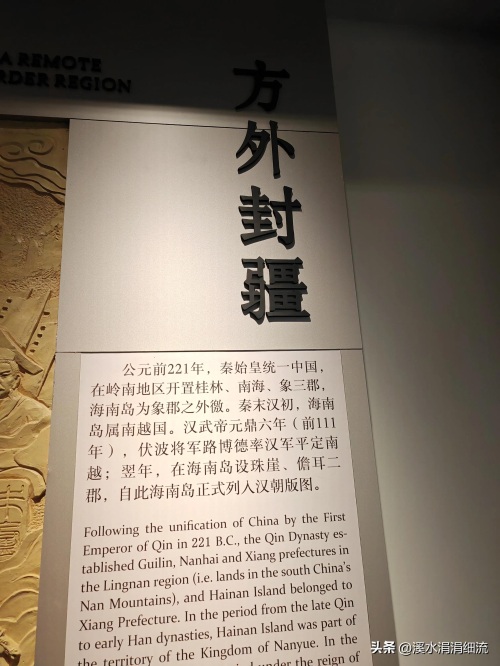 A REMOTE
RDER REGION
方外封疆
公元前221年，秦始皇统一中国，
在岭南地区开置桂林、南海、象三郡，
海南岛为象郡之外徼。秦末汉初，海南
岛属南越国。汉武帝元鼎六年（前111
年），伏波将军路博德率汉军平定南
越；翌年，在海南岛设珠崖、儋耳二
郡，自此海南岛正式列入汉朝版图。
Following the unification of China by the First
Emperor of Qin in 221 B.C., the Qin Dynasty es-
tablished Guilin, Nanhai and Xiang prefectures in
the Lingnan region (i.e. lands in the south China's
Nan Mountains), and Hainan Island belonged to
Xiang Prefecture. In the period from the late Qin
to early Han dynasties, Hainan Island was part of
the territory of the Kingdom of Nanyue. In the
under the reign of
头条 @溪水涓涓细流